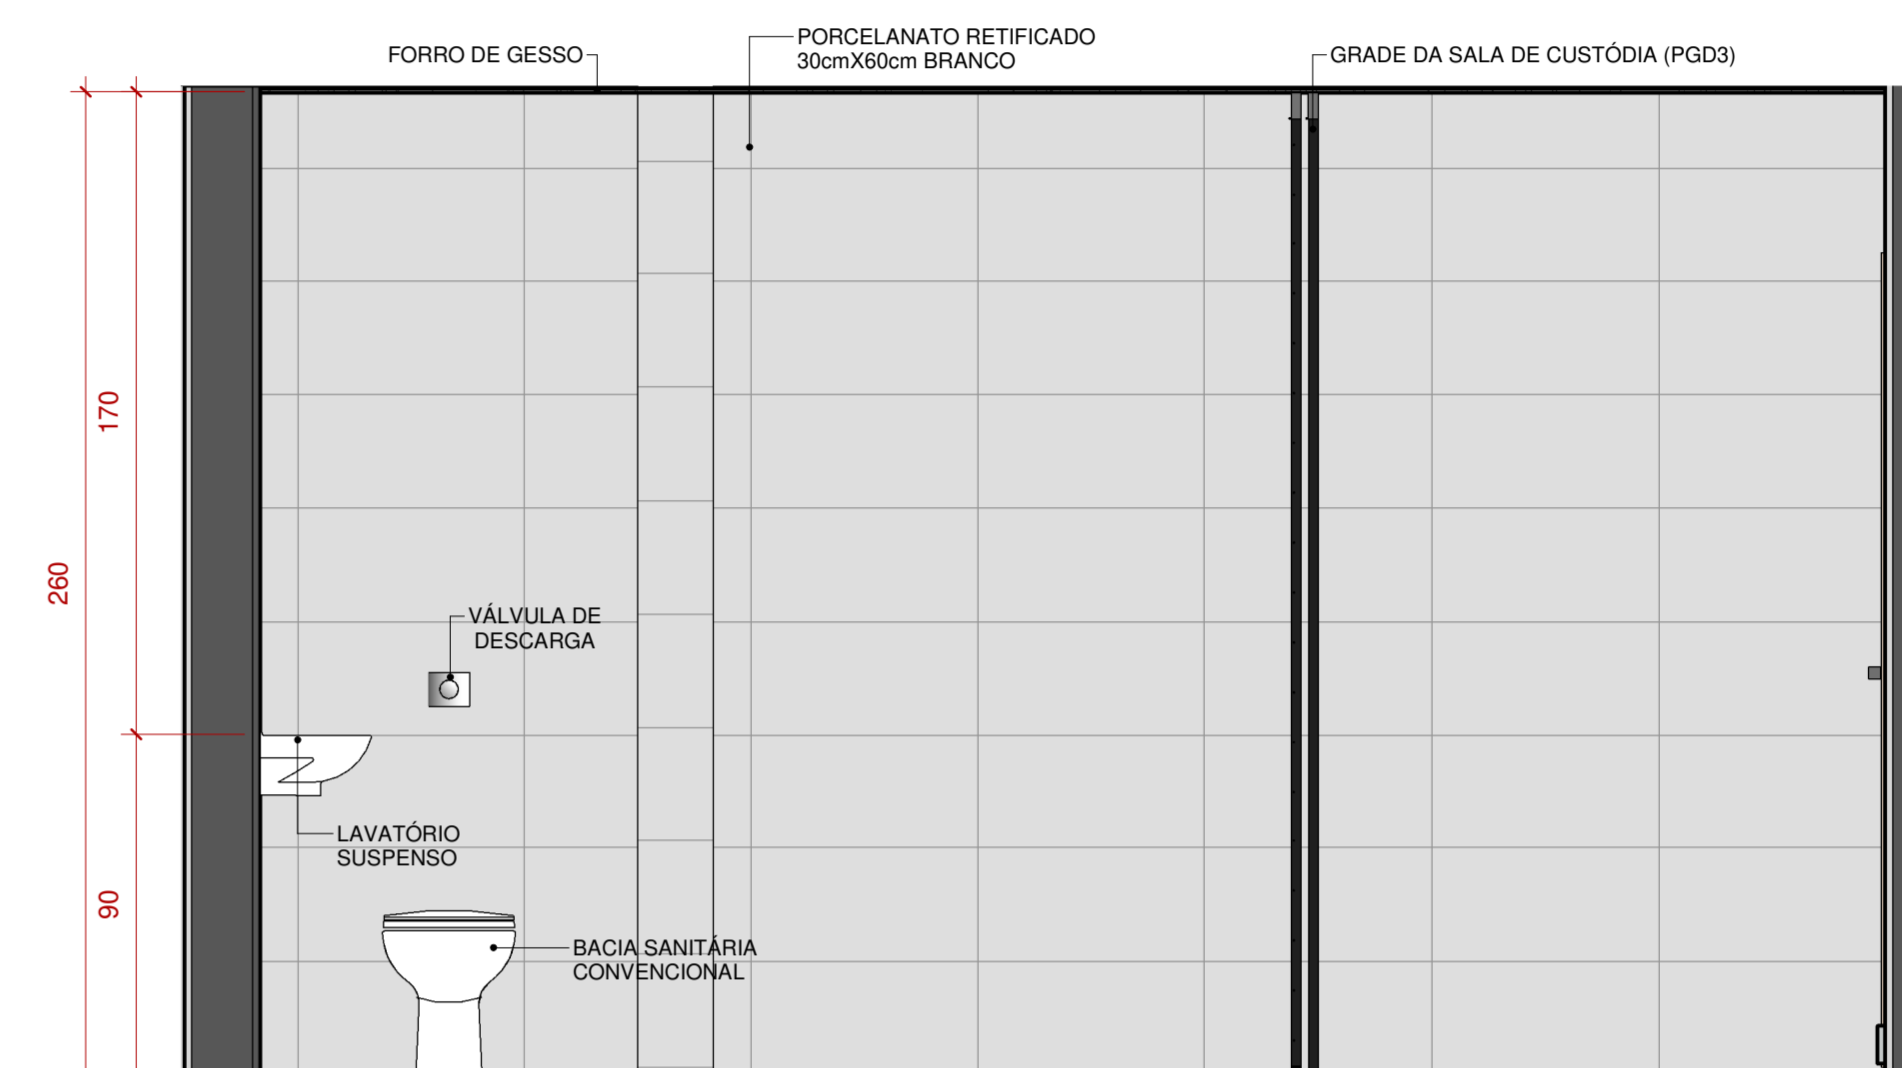 PORCELANATO RETIFICADO
30cmX60cm BRANCO
FORRO DE GESSO
GRADE DA SALA DE CUSTÓDIA (PGD3)
170
260
VÁLVULA DE
DESCARGA
LAVATÓRIO
SUSPENSO
90
BACIA SANITÁRIA
CONVENCIONAL